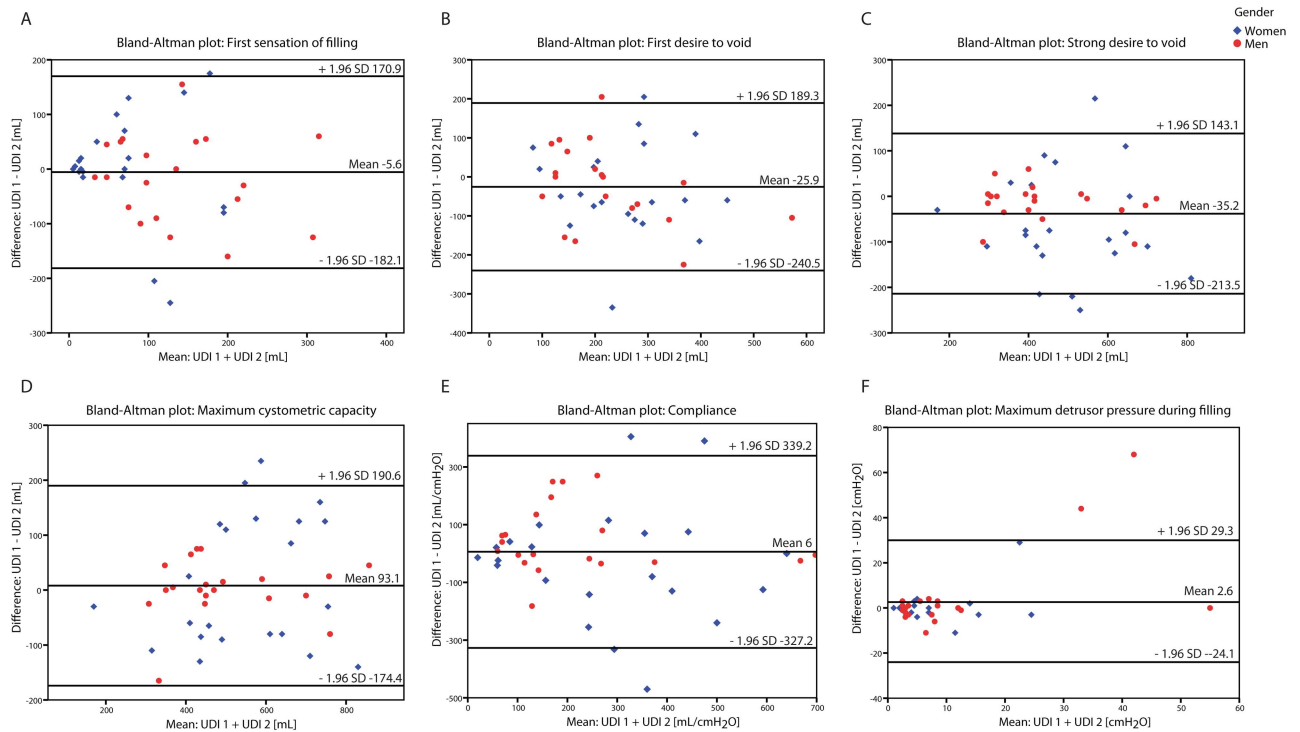 Gender
Women
Men
A
Bland-Altman plot: First sensation of filling
+ 1.96 SD 170.9
Mean -5.6
- 1.96 SD -182.1
200
100
0
-100
-200
-300
0 100 200 300 400
Difference: UDI 1 - UDI 2 [mL]
Mean: UDI 1 + UDI 2 [mL]
B
Bland-Altman plot: First desire to void
+ 1.96 SD 189.3
Mean -25.9
- 1.96 SD -240.5
300
200
100
0
-100
-200
-300
-400
0 100 200 300 400 500 600
Difference: UDI 1 - UDI 2 [mL]
Mean: UDI 1 + UDI 2 [mL]
C
Bland-Altman plot: Strong desire to void
+ 1.96 SD 143.1
Mean -35.2
- 1.96 SD -213.5
300
200
100
0
-100
-200
-300
200 400 600 800
Difference: UDI 1 - UDI 2 [mL]
Mean: UDI 1 + UDI 2 [mL]
D
Bland-Altman plot: Maximum cystometric capacity
+ 1.96 SD 190.6
Mean 93.1
- 1.96 SD -174.4
300
200
100
0
-100
-200
200 400 600 800
Difference: UDI 1 - UDI 2 [mL]
Mean: UDI 1 + UDI 2 [mL]
E
Bland-Altman plot: Compliance
+ 1.96 SD 339.2
Mean 6
- 1.96 SD -327.2
300
100
-100
-300
-500
0 100 200 300 400 500 600 700
Difference: UDI 1 - UDI 2 [mL/cmH2O]
Mean: UDI 1 + UDI 2 [mL/cmH2O]
F
Bland-Altman plot: Maximum detrusor pressure during filling
+ 1.96 SD 29.3
Mean 2.6
- 1.96 SD --24.1
80
60
40
20
0
-20
-40
0 10 20 30 40 50 60
Difference: UDI 1 - UDI 2 [cmH2O]
Mean: UDI 1 + UDI 2 [cmH2O]